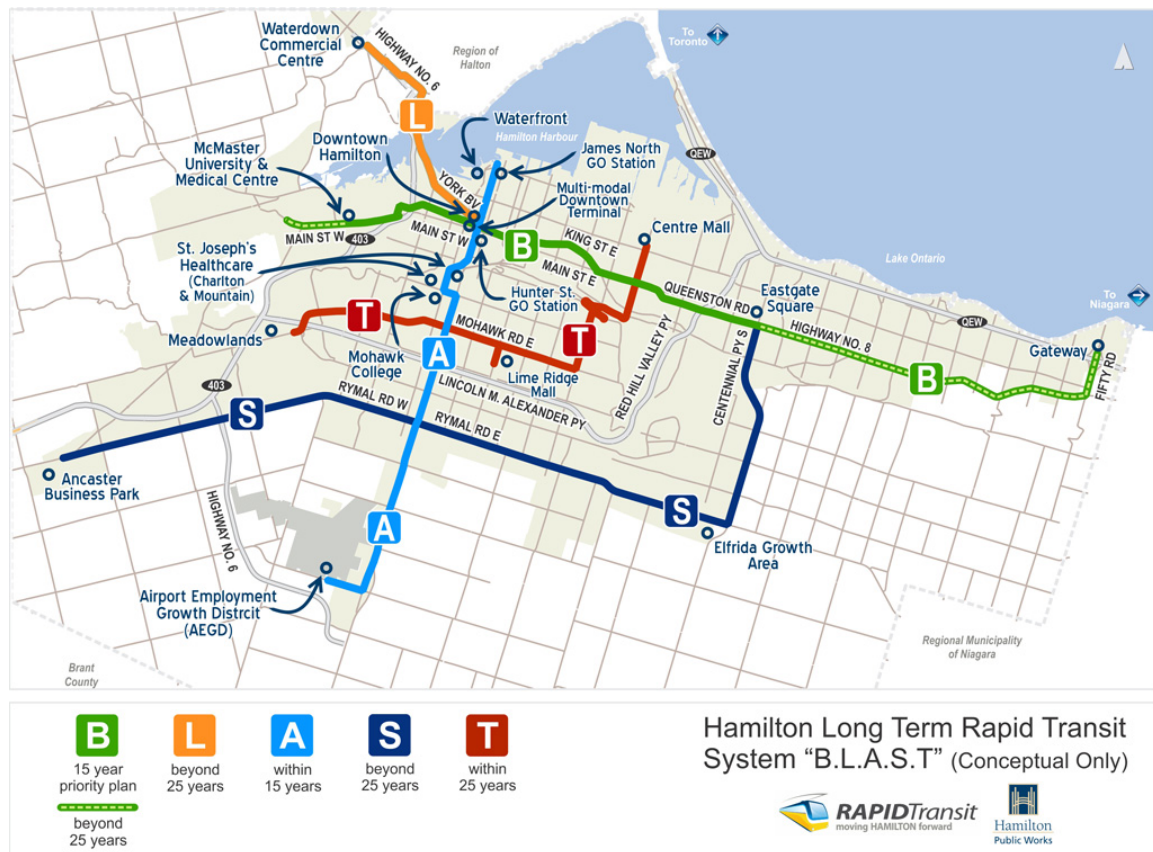 Waterdown
Commercial
Centre
HIGHWAY NO. 6
Region of
Halton
To
Toronto
L
Waterfront
Hamilton Harbour
QEW
McMaster
University &
Medical Centre
Downtown
Hamilton
James North
GO Station
YORK BV
Multi-modal
Downtown
Terminal
MAIN ST W
403
MAIN ST W
B
KING ST E
Centre Mall
Lake Ontario
St. Joseph's
Healthcare
(Charlton
& Mountain)
MAIN ST E
Hunter St.
GO Station
QUEENSTON RD
Eastgate
Square
To
Niagara
QEW
Meadowlands
T
MOHAWK RD E
T
HIGHWAY NO. 8
Gateway
Mohawk
College
A
Lime Ridge
Mall
RED HILL VALLEY PY
CENTENNIAL PY S
B
FIFTY RD
403
LINCOLN M. ALEXANDER PY
S
RYMAL RD W
RYMAL RD E
Ancaster
Business Park
HIGHWAY NO. 6
A
S
Elfrida Growth
Area
Airport Employment
Growth Distrcit
(AEGD)
Regional Municipality
of Niagara
Brant
County
B
15 year
priority plan
beyond
25 years
L
beyond
25 years
A
within
15 years
S
beyond
25 years
T
within
25 years
Hamilton Long Term Rapid Transit
System “B.L.A.S.T” (Conceptual Only)
RAPIDTransit
moving HAMILTON forward
Hamilton
Public Works